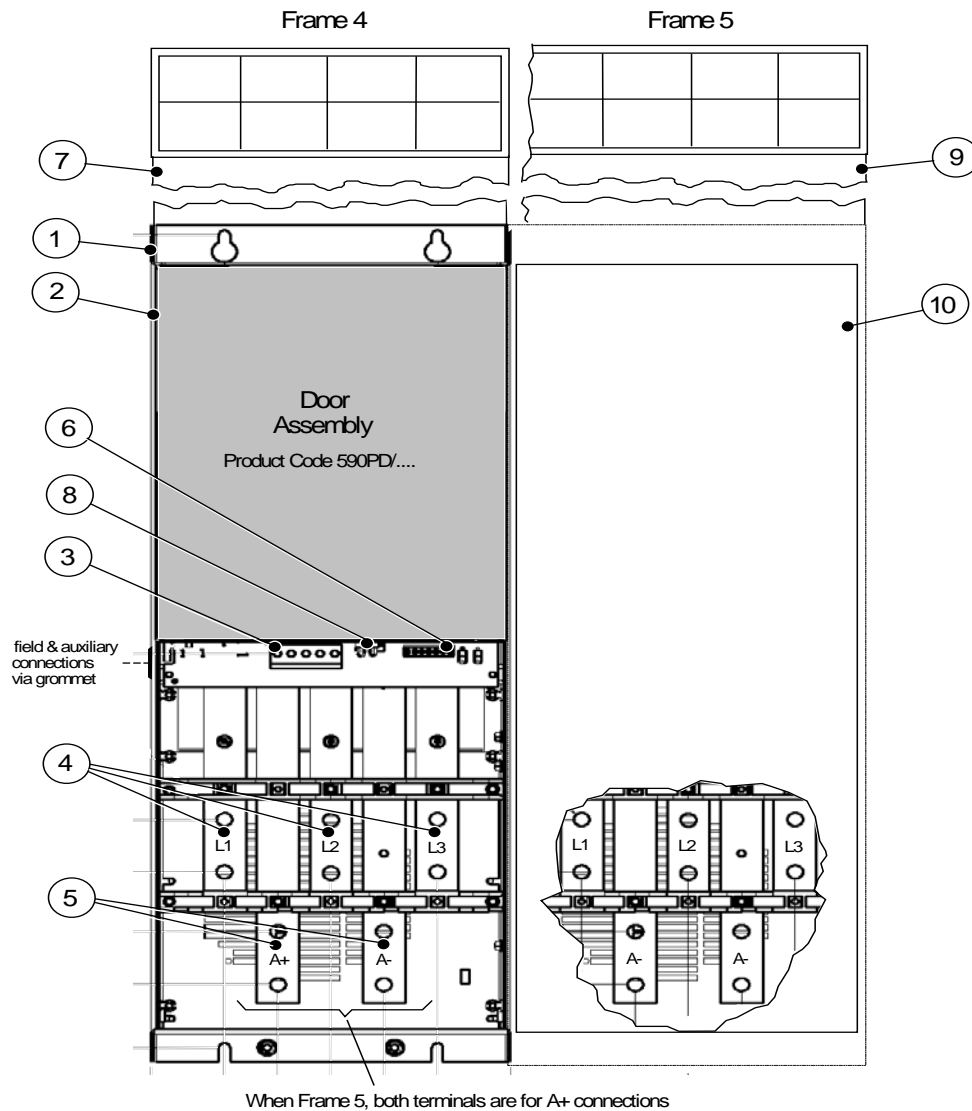 Frame 4
Frame 5
7
9
1
2
10
Door
Assembly
Product Code 590PD/....
6
8
3
field & auxiliary
connections
via grommet
4
L1
L2
L3
L1
L2
L3
5
A+
A-
A-
A-
When Frame 5, both terminals are for A+ connections